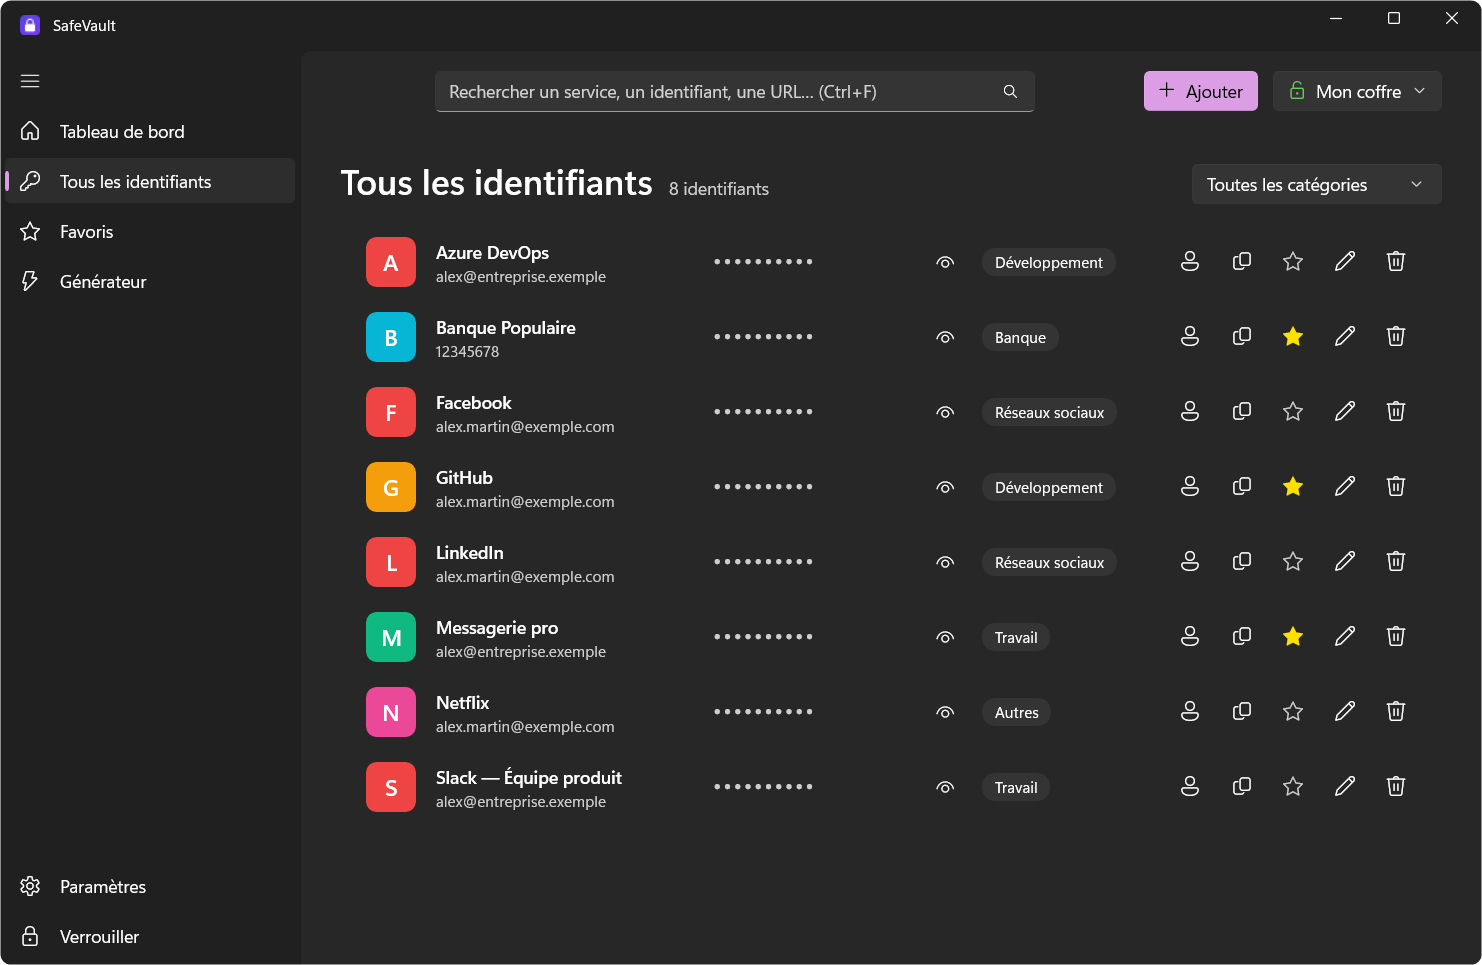 SafeVault
Rechercher un service, un identifiant, une URL... (Ctrl+F)
Ajouter
Mon coffre
Tableau de bord
Tous les identifiants
Favoris
Générateur
Tous les identifiants 8 identifiants
Toutes les catégories
A
Azure DevOps
alex@entreprise.exemple
••••••••••
Développement
B
Banque Populaire
12345678
••••••••••
Banque
F
Facebook
alex.martin@exemple.com
••••••••••
Réseaux sociaux
G
GitHub
alex.martin@exemple.com
••••••••••
Développement
L
LinkedIn
alex.martin@exemple.com
••••••••••
Réseaux sociaux
M
Messagerie pro
alex@entreprise.exemple
••••••••••
Travail
N
Netflix
alex.martin@exemple.com
••••••••••
Autres
S
Slack — Équipe produit
alex@entreprise.exemple
••••••••••
Travail
Paramètres
Verrouiller